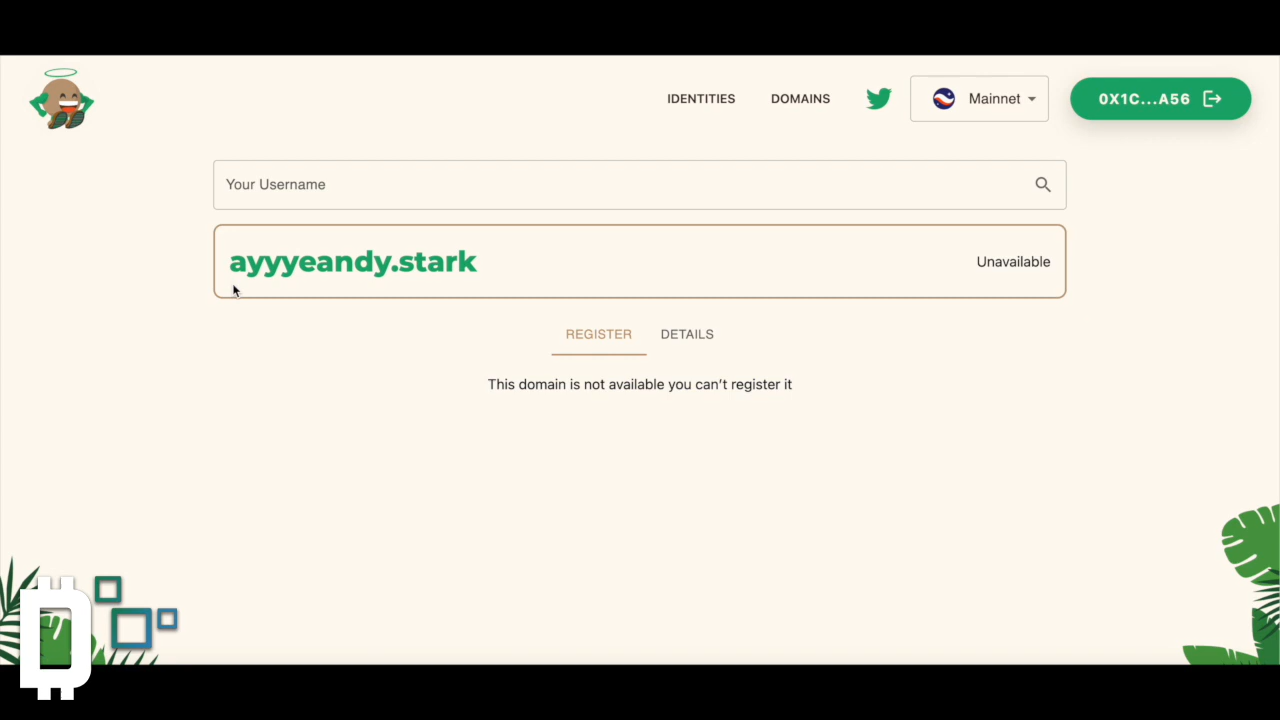 IDENTITIES
DOMAINS
Mainnet
0X1C...A56
Your Username
ayyyeandy.stark
Unavailable
REGISTER
DETAILS
This domain is not available you can't register it